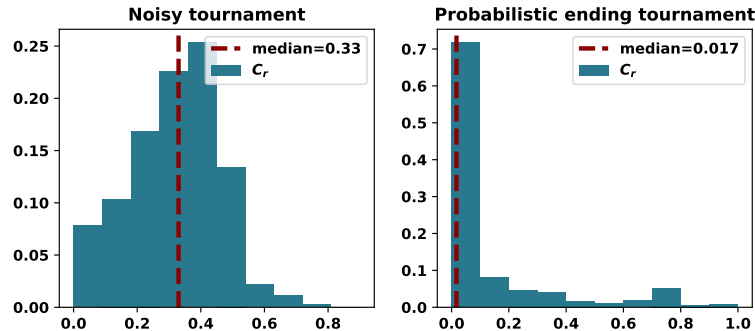 Noisy tournament
median=0.33
C_r
0.25
0.20
0.15
0.10
0.05
0.00
0.0 0.2 0.4 0.6 0.8
Probabilistic ending tournament
median=0.017
C_r
0.7
0.6
0.5
0.4
0.3
0.2
0.1
0.0
0.0 0.2 0.4 0.6 0.8 1.0